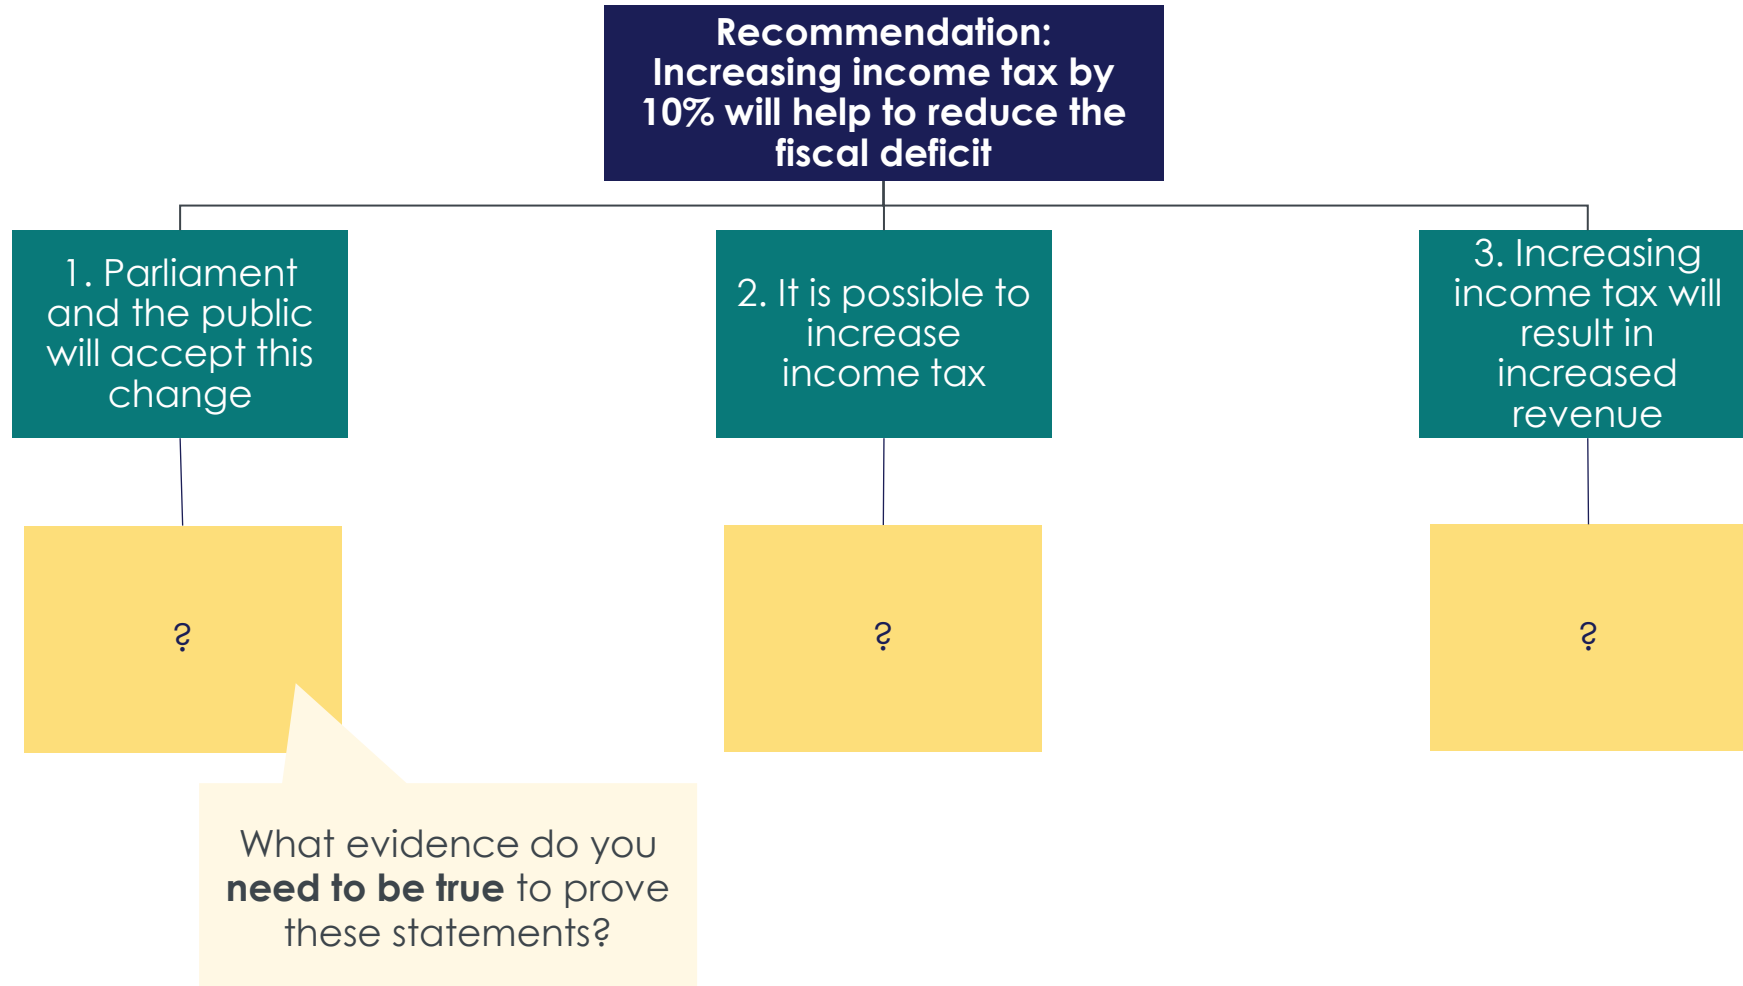 Recommendation:
Increasing income tax by
10% will help to reduce the
fiscal deficit
1. Parliament
and the public
will accept this
change
2. It is possible to
increase
income tax
3. Increasing
income tax will
result in
increased
revenue
?
?
?
What evidence do you
need to be true to prove
these statements?